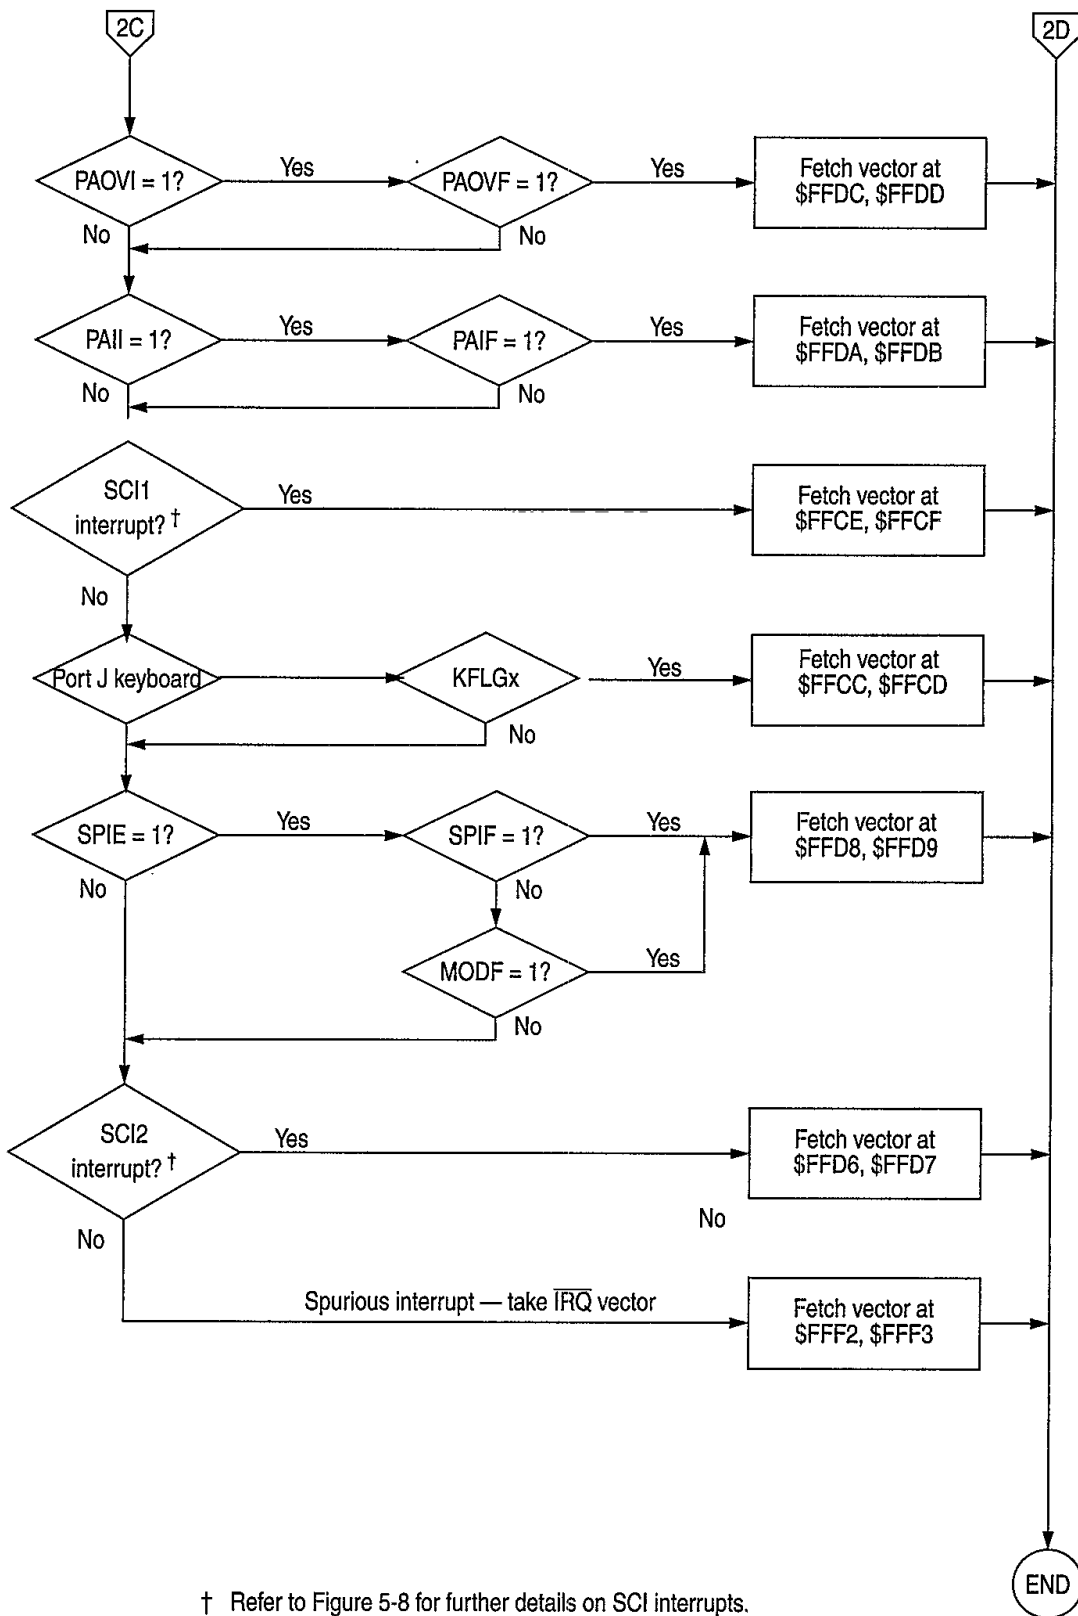 2C
2D
PAOVI = 1?
Yes
PAOVF = 1?
Yes
Fetch vector at
$FFDC, $FFDD
No
No
PAII = 1?
Yes
PAIF = 1?
Yes
Fetch vector at
$FFDA, $FFDB
No
No
SCI1
interrupt? †
Yes
Fetch vector at
$FFCE, $FFCF
No
Port J keyboard
KFLGx
Yes
Fetch vector at
$FFCC, $FFCD
No
SPIE = 1?
Yes
SPIF = 1?
Yes
Fetch vector at
$FFD8, $FFD9
No
No
MODF = 1?
Yes
No
SCI2
interrupt? †
Yes
Fetch vector at
$FFD6, $FFD7
No
No
Spurious interrupt — take I̅R̅Q̅ vector
Fetch vector at
$FFF2, $FFF3
END
† Refer to Figure 5-8 for further details on SCI interrupts.